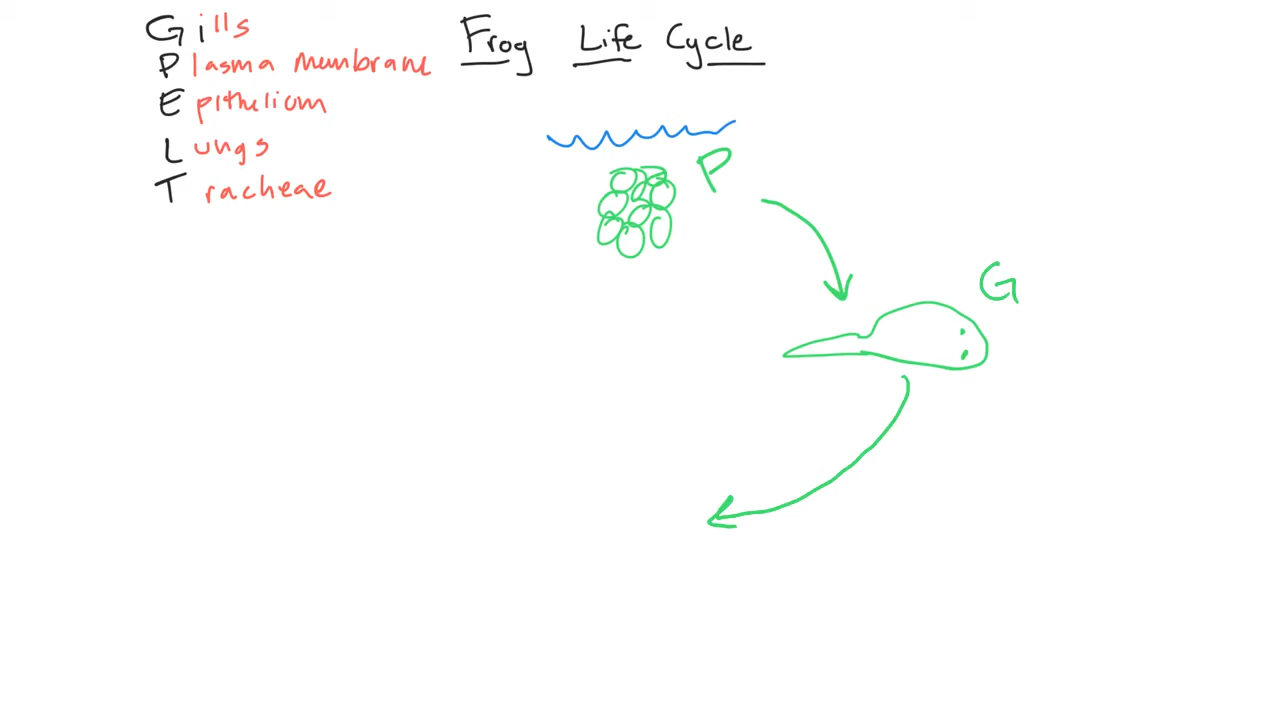 Gills
Plasma membrane
Epithelium
Lungs
Tracheae
Frog Life Cycle
P
G